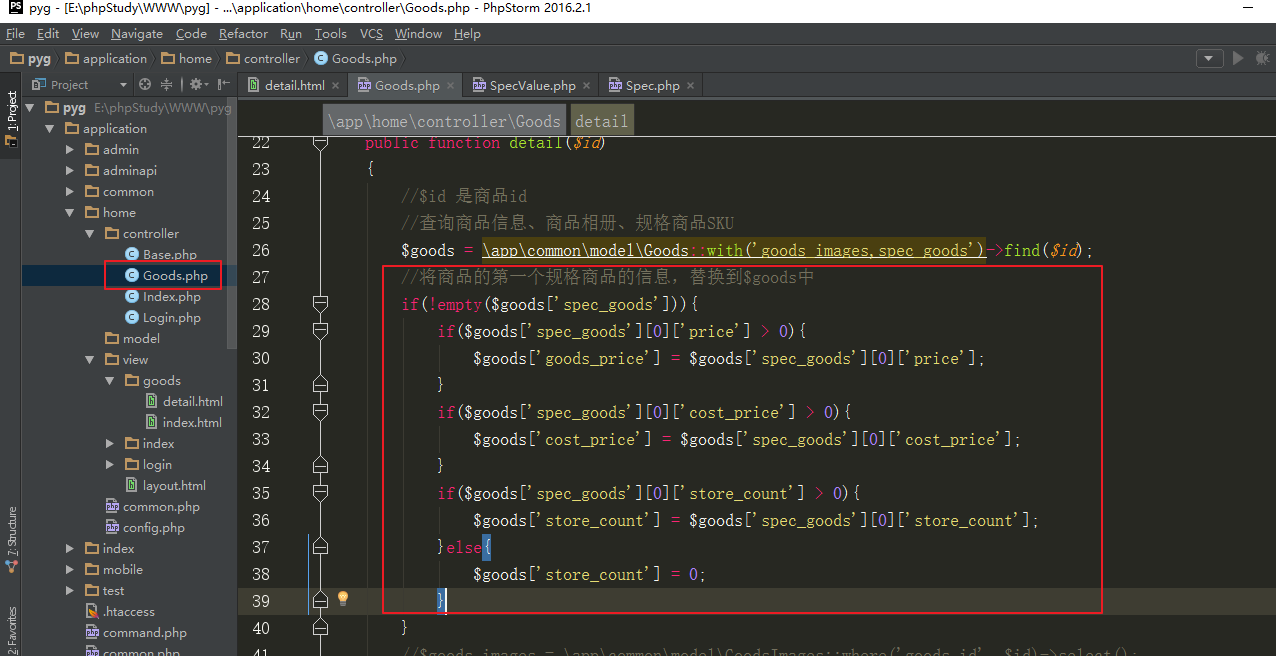 pyg - [E:\phpStudy\WWW\pyg] - ...\application\home\controller\Goods.php - PhpStorm 2016.2.1
File Edit View Navigate Code Refactor Run Tools VCS Window Help
pyg application home controller Goods.php
Project detail.html Goods.php SpecValue.php Spec.php
1: Project
7: Structure
2: Favorites
pyg E:\phpStudy\WWW\pyg
application
admin
adminapi
common
home
controller
Base.php
Goods.php
Index.php
Login.php
model
view
goods
detail.html
index.html
index
login
layout.html
common.php
config.php
index
mobile
test
.htaccess
command.php
common.php
\app\home\controller\Goods detail
22 public function detail($id)
23 {
24 //$id 是商品id
25 //查询商品信息、商品相册、规格商品SKU
26 $goods = \app\common\model\Goods::with('goods_images,spec_goods')->find($id);
27 //将商品的第一个规格商品的信息，替换到$goods中
28 if(!empty($goods['spec_goods'])){
29 if($goods['spec_goods'][0]['price'] > 0){
30 $goods['goods_price'] = $goods['spec_goods'][0]['price'];
31 }
32 if($goods['spec_goods'][0]['cost_price'] > 0){
33 $goods['cost_price'] = $goods['spec_goods'][0]['cost_price'];
34 }
35 if($goods['spec_goods'][0]['store_count'] > 0){
36 $goods['store_count'] = $goods['spec_goods'][0]['store_count'];
37 }else{
38 $goods['store_count'] = 0;
39 }
40 }
41 //$goods_images = \app\common\model\GoodsImages::where('goods_id', $id)->select();